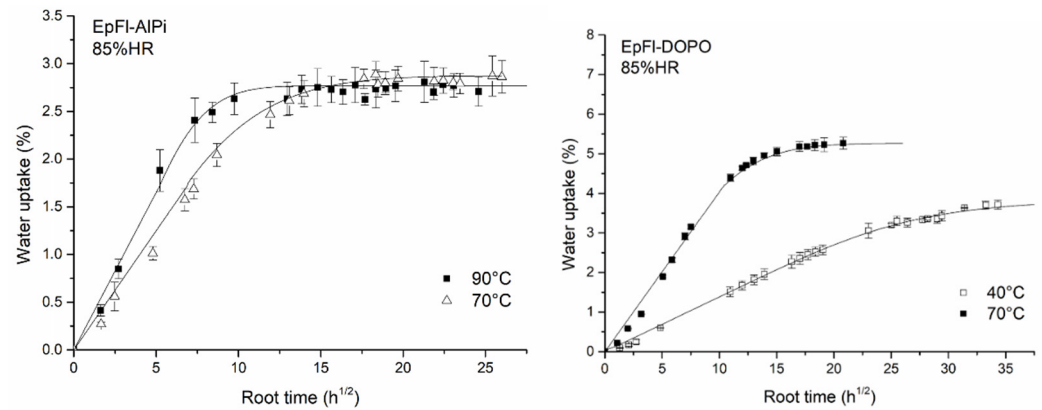 EpFl-AlPi
85%HR
Water uptake (%)
3.5
3.0
2.5
2.0
1.5
1.0
0.5
0.0
90°C
70°C
0 5 10 15 20 25
Root time (h1/2)
EpFl-DOPO
85%HR
Water uptake (%)
8
7
6
5
4
3
2
1
0
40°C
70°C
0 5 10 15 20 25 30 35
Root time (h1/2)